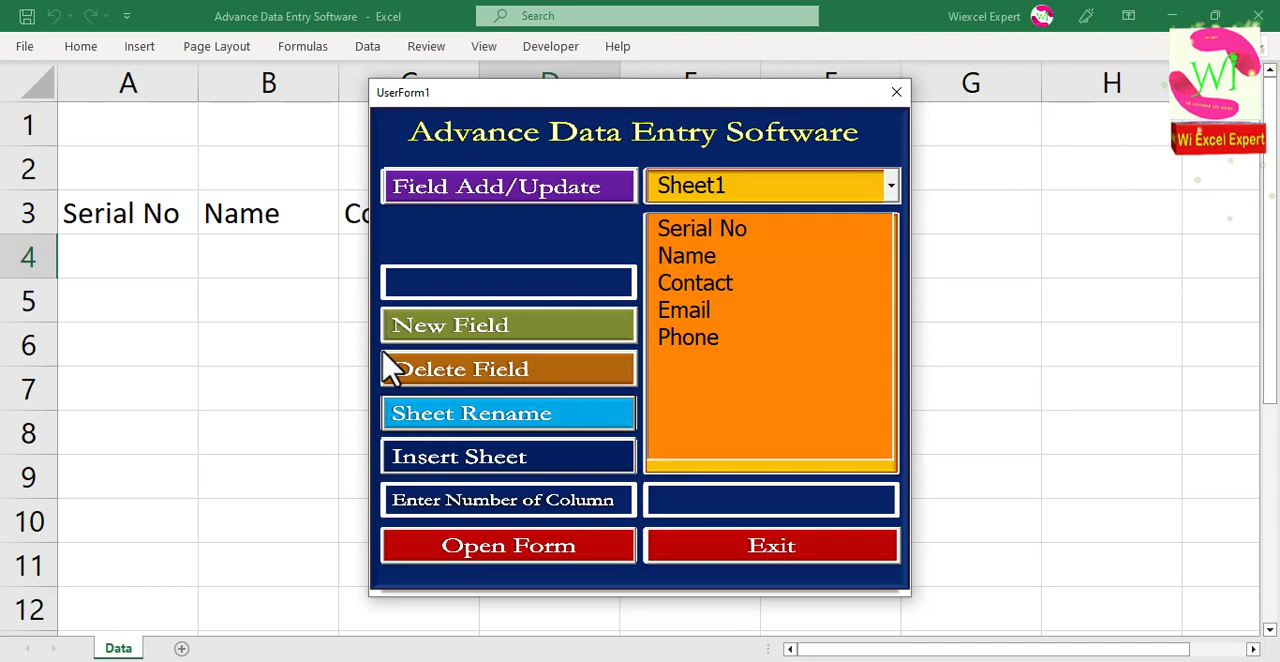 Advance Data Entry Software - Excel
Search
Wiexcel Expert
File Home Insert Page Layout Formulas Data Review View Developer Help
Wi
Wi Excel Expert
A B G H
1
2
3 Serial No Name Co
4
5
6
7
8
9
10
11
12
UserForm1
Advance Data Entry Software
Field Add/Update Sheet1
Serial No
Name
Contact
Email
Phone
New Field
Delete Field
Sheet Rename
Insert Sheet
Enter Number of Column
Open Form Exit
Data